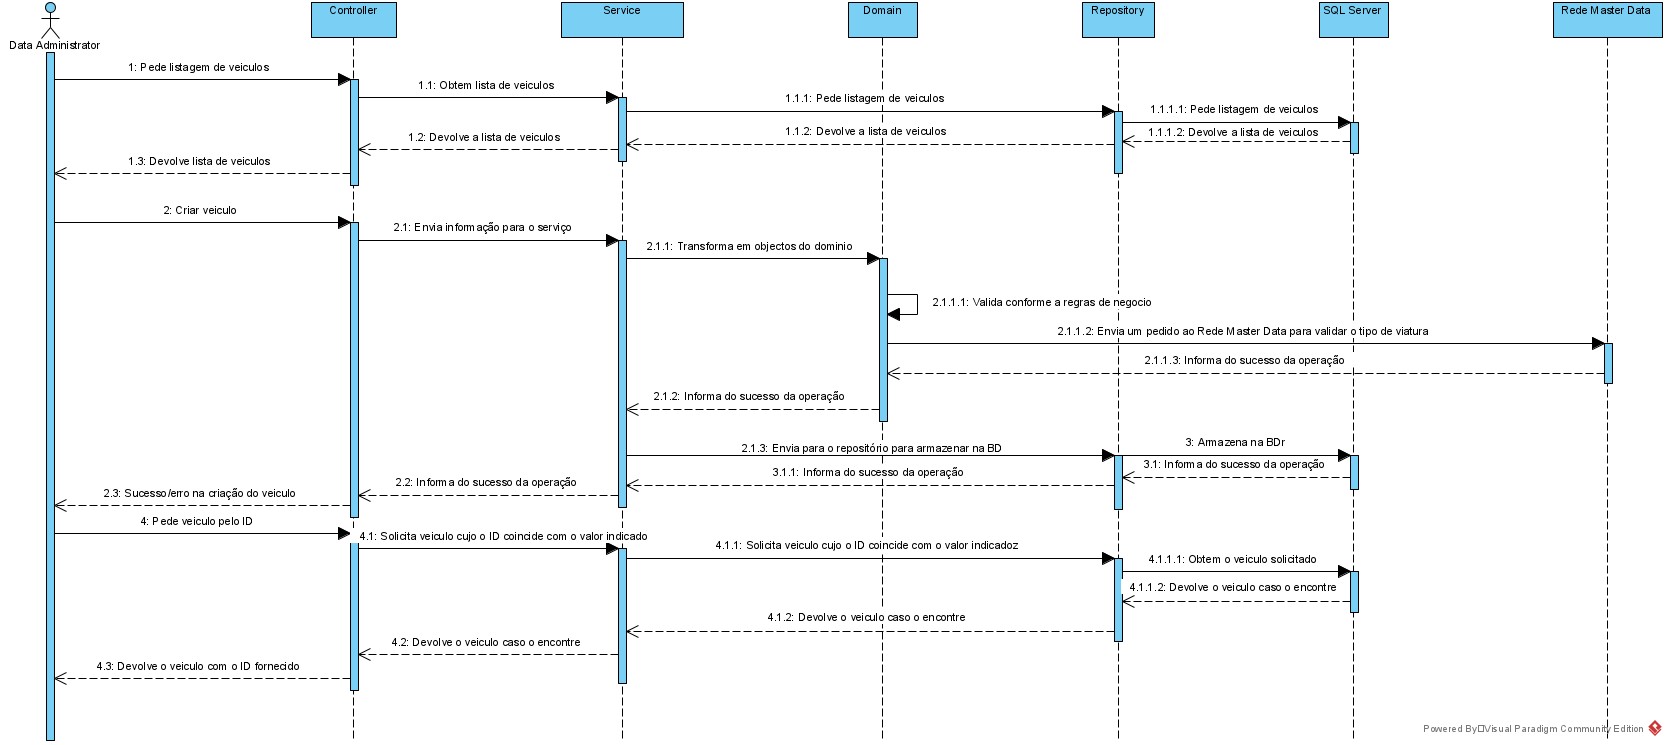 Controller
Service
Domain
Repository
SQL Server
Rede Master Data
Data Administrator
1: Pede listagem de veiculos
1.1: Obtem lista de veiculos
1.1.1: Pede listagem de veiculos
1.1.1.1: Pede listagem de veiculos
1.1.1.2: Devolve a lista de veiculos
1.1.2: Devolve a lista de veiculos
1.2: Devolve a lista de veiculos
1.3: Devolve lista de veiculos
2: Criar veiculo
2.1: Envia informação para o serviço
2.1.1: Transforma em objectos do dominio
2.1.1.1: Valida conforme a regras de negocio
2.1.1.2: Envia um pedido ao Rede Master Data para validar o tipo de viatura
2.1.1.3: Informa do sucesso da operação
2.1.2: Informa do sucesso da operação
2.1.3: Envia para o repositório para armazenar na BD
3: Armazena na BDr
3.1: Informa do sucesso da operação
3.1.1: Informa do sucesso da operação
2.2: Informa do sucesso da operação
2.3: Sucesso/erro na criação do veiculo
4: Pede veiculo pelo ID
4.1: Solicita veiculo cujo o ID coincide com o valor indicado
4.1.1: Solicita veiculo cujo o ID coincide com o valor indicadoz
4.1.1.1: Obtem o veiculo solicitado
4.1.1.2: Devolve o veiculo caso o encontre
4.1.2: Devolve o veiculo caso o encontre
4.2: Devolve o veiculo caso o encontre
4.3: Devolve o veiculo com o ID fornecido
Powered By□Visual Paradigm Community Edition